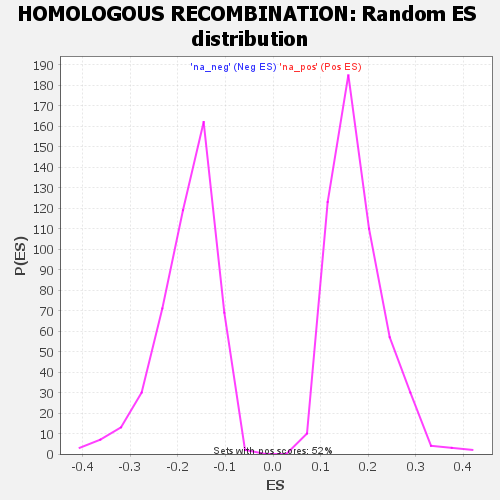 HOMOLOGOUS RECOMBINATION: Random ES
distribution
'na_neg' (Neg ES) 'na_pos' (Pos ES)
P(ES)
190
180
170
160
150
140
130
120
110
100
90
80
70
60
50
40
30
20
10
0
Sets with pos scores: 52%
-0.4 -0.3 -0.2 -0.1 0.0 0.1 0.2 0.3 0.4
ES